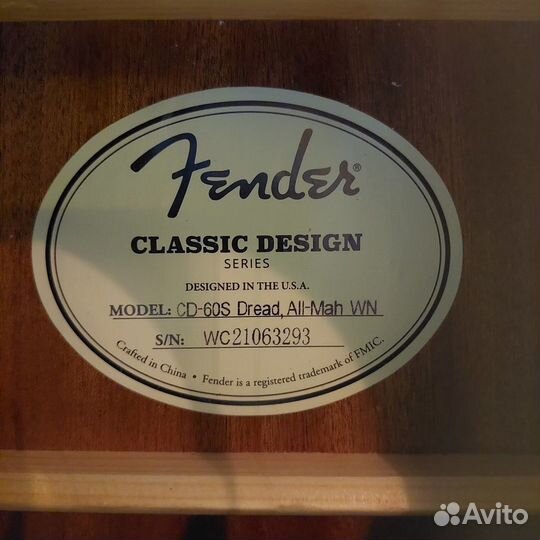 Fender®
CLASSIC DESIGN
SERIES
DESIGNED IN THE U.S.A.
MODEL: CD-60S Dread, All-Mah WN
S/N: WC21063293
Crafted in China • Fender is a registered trademark of FMIC.
Avito